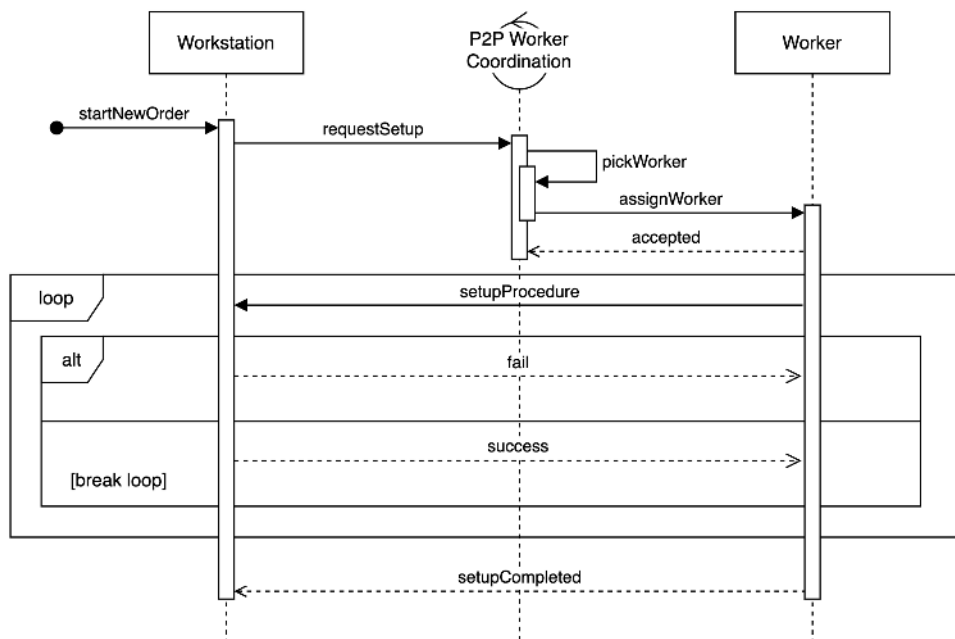 Workstation
P2P Worker
Coordination
Worker
startNewOrder
requestSetup
pickWorker
assignWorker
accepted
loop
setupProcedure
alt
fail
success
[break loop]
setupCompleted